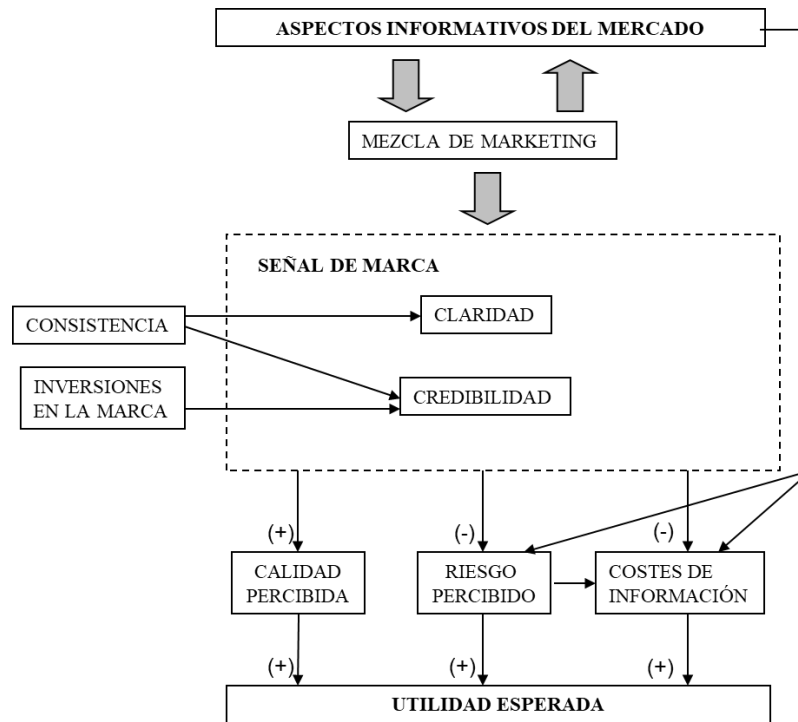 ASPECTOS INFORMATIVOS DEL MERCADO
MEZCLA DE MARKETING
SEÑAL DE MARCA
CLARIDAD
CONSISTENCIA
INVERSIONES
EN LA MARCA
CREDIBILIDAD
(+)
(-)
(-)
CALIDAD
PERCIBIDA
RIESGO
PERCIBIDO
COSTES DE
INFORMACIÓN
(+)
(+)
(+)
UTILIDAD ESPERADA